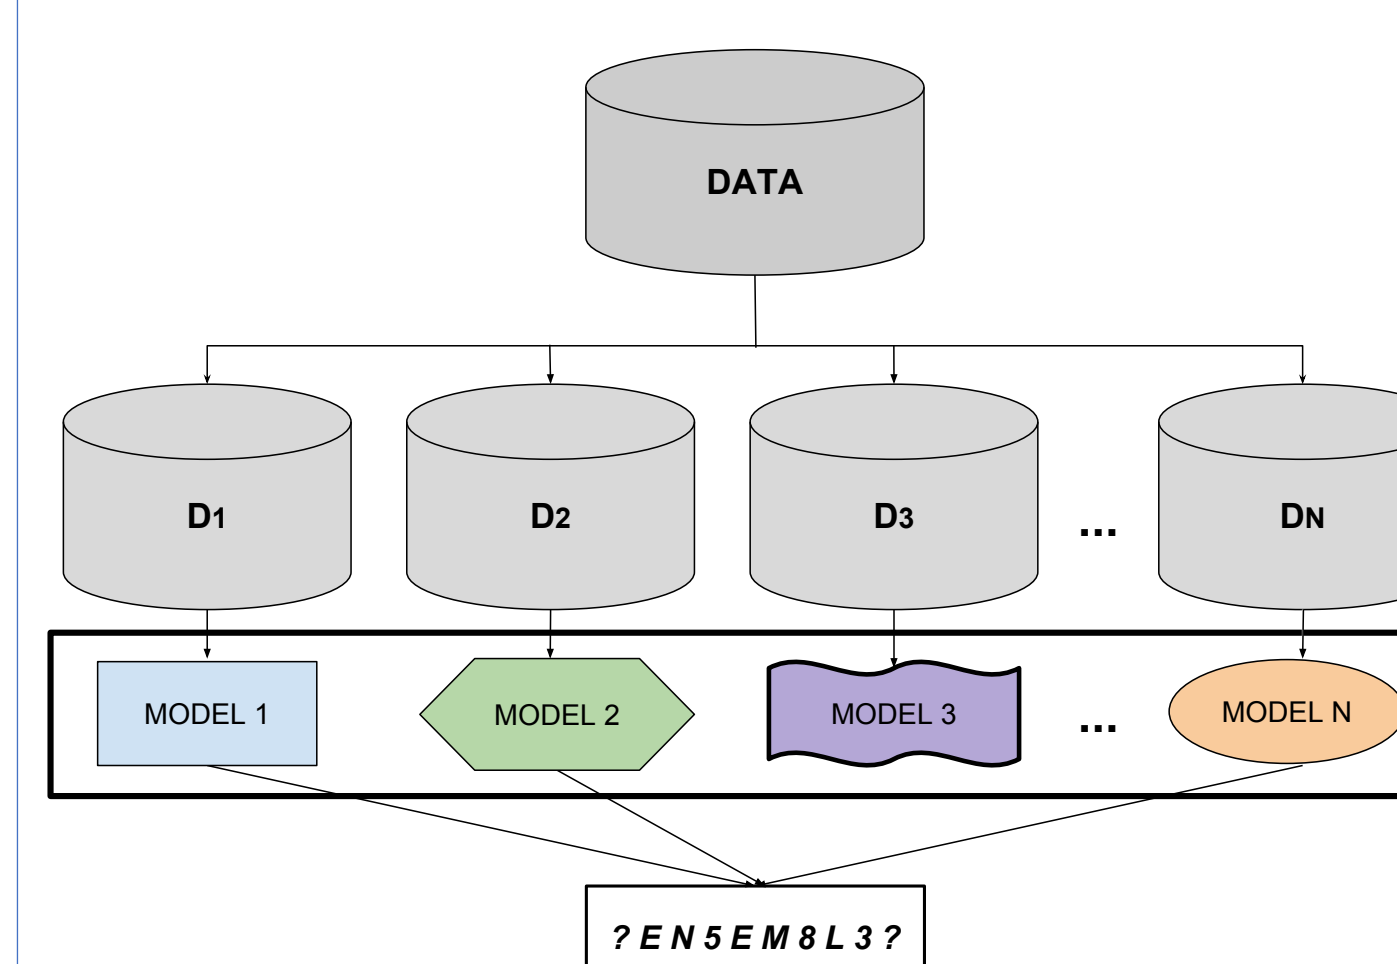 DATA
D1 D2 D3 ... DN
MODEL 1 MODEL 2 MODEL 3 ... MODEL N
? E N 5 E M 8 L 3 ?